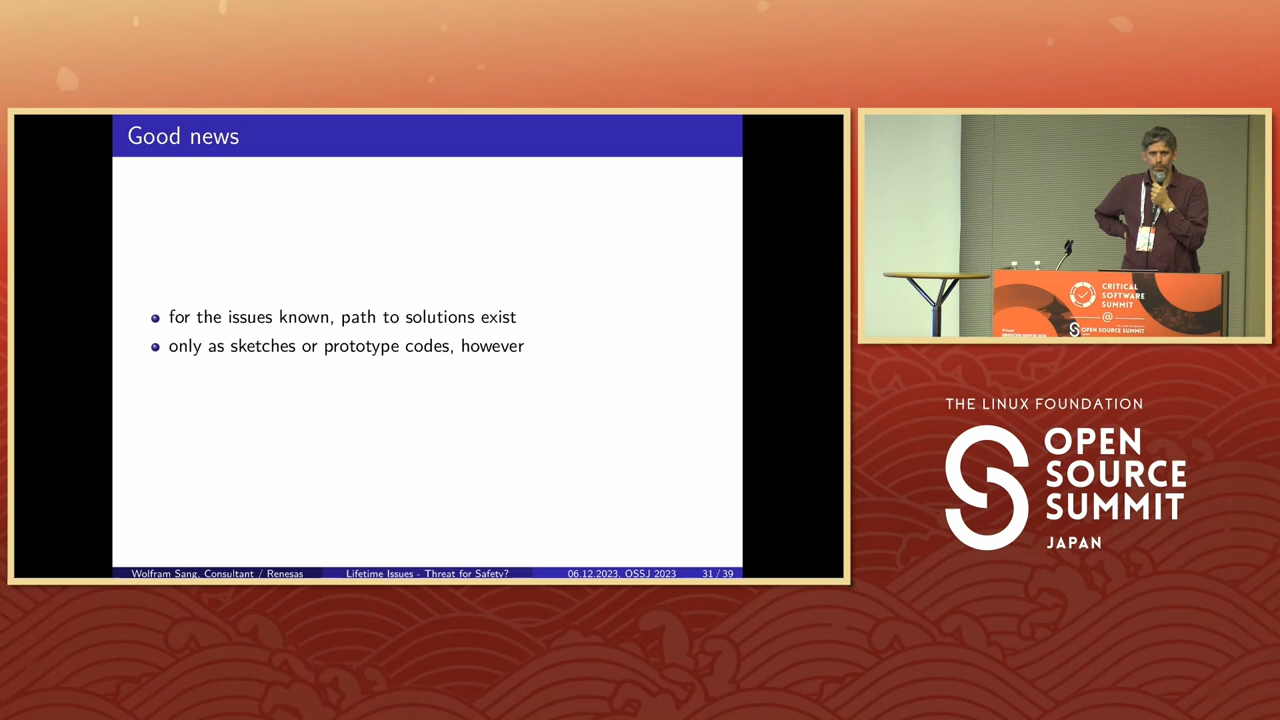 Good news
for the issues known, path to solutions exist
only as sketches or prototype codes, however
Wolfram Sang, Consultant / Renesas
Lifetime Issues - Threat for Safety?
06.12.2023, OSSJ 2023
31 / 39
CRITICAL
SOFTWARE
SUMMIT
@
OPEN SOURCE SUMMIT
THE LINUX FOUNDATION
OPEN
SOURCE
SUMMIT
JAPAN